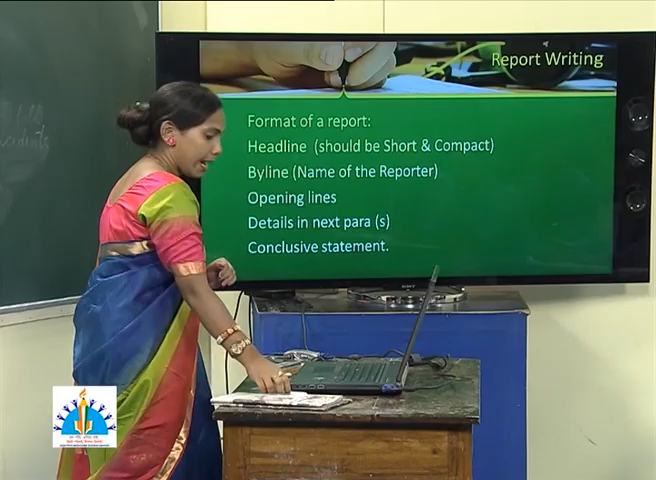 Report Writing
Format of a report:
Headline (should be Short & Compact)
Byline (Name of the Reporter)
Opening lines
Details in next para (s)
Conclusive statement.
SONY